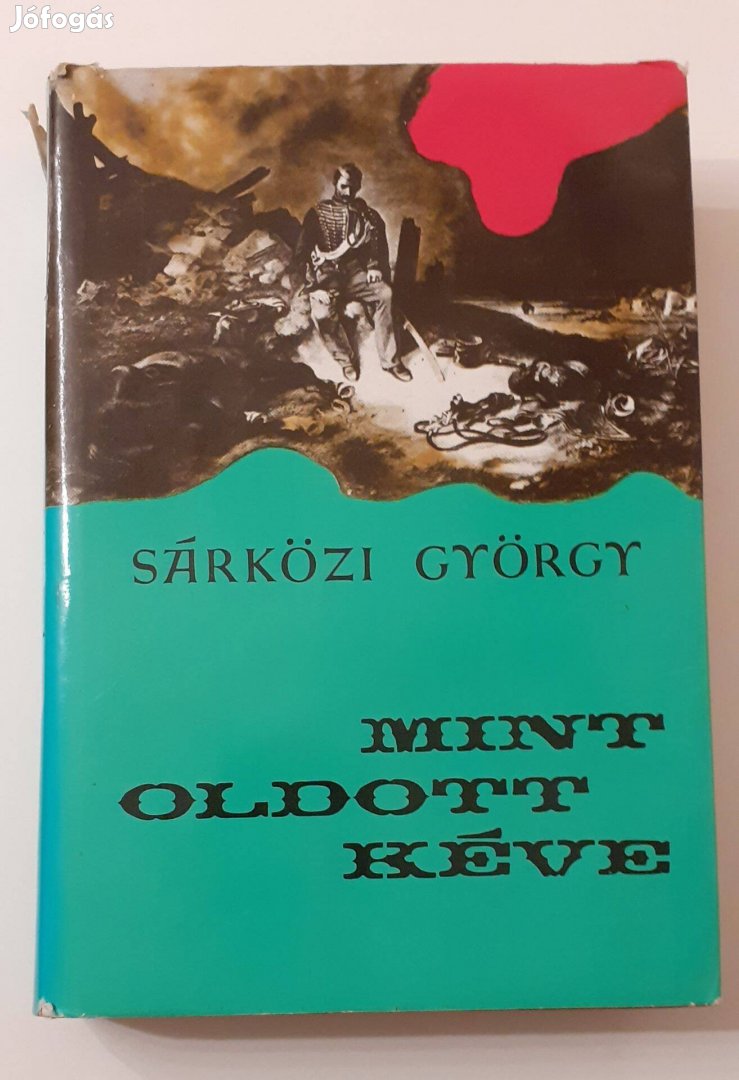 Jófogás
SÁRKÖZI GYÖRGY
MINT
OLDOTT
KÉVE